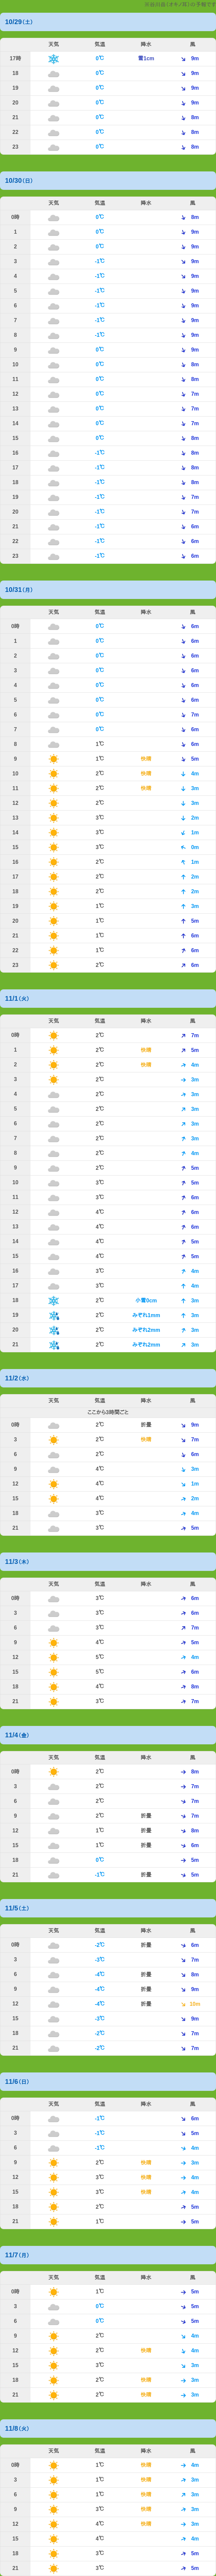 10/29(土)
天気 気温 降水 風
17時 0℃ 雪1cm 9m
18 0℃ 9m
19 0℃ 9m
20 0℃ 9m
21 0℃ 8m
22 0℃ 8m
23 0℃ 8m
10/30(日)
天気 気温 降水 風
0時 0℃ 8m
1 0℃ 9m
2 0℃ 9m
3 -1℃ 9m
4 -1℃ 9m
5 -1℃ 9m
6 -1℃ 9m
7 -1℃ 9m
8 -1℃ 9m
9 0℃ 9m
10 0℃ 8m
11 0℃ 8m
12 0℃ 7m
13 0℃ 7m
14 0℃ 7m
15 0℃ 8m
16 -1℃ 8m
17 -1℃ 8m
18 -1℃ 8m
19 -1℃ 7m
20 -1℃ 7m
21 -1℃ 6m
22 -1℃ 6m
23 -1℃ 6m
10/31(月)
天気 気温 降水 風
0時 0℃ 6m
1 0℃ 6m
2 0℃ 6m
3 0℃ 6m
4 0℃ 6m
5 0℃ 6m
6 0℃ 7m
7 0℃ 6m
8 1℃ 6m
9 1℃ 快晴 5m
10 2℃ 快晴 4m
11 2℃ 快晴 3m
12 2℃ 3m
13 3℃ 2m
14 3℃ 1m
15 3℃ 0m
16 2℃ 1m
17 2℃ 2m
18 2℃ 2m
19 1℃ 3m
20 1℃ 5m
21 1℃ 6m
22 1℃ 6m
23 2℃ 6m
11/1(火)
天気 気温 降水 風
0時 2℃ 7m
1 2℃ 快晴 5m
2 2℃ 快晴 4m
3 2℃ 3m
4 2℃ 3m
5 2℃ 3m
6 2℃ 3m
7 2℃ 3m
8 2℃ 4m
9 2℃ 5m
10 3℃ 5m
11 3℃ 6m
12 4℃ 6m
13 4℃ 6m
14 4℃ 5m
15 4℃ 5m
16 3℃ 4m
17 3℃ 4m
18 2℃ 小雪0cm 3m
19 2℃ みぞれ1mm 3m
20 2℃ みぞれ2mm 3m
21 2℃ みぞれ2mm 3m
11/2(水)
天気 気温 降水 風
ここから3時間ごと
0時 2℃ 折曇 9m
3 2℃ 快晴 7m
6 2℃ 6m
9 4℃ 3m
12 4℃ 1m
15 4℃ 2m
18 3℃ 4m
21 3℃ 5m
11/3(木)
天気 気温 降水 風
0時 3℃ 6m
3 3℃ 6m
6 3℃ 7m
9 4℃ 5m
12 5℃ 4m
15 5℃ 6m
18 4℃ 8m
21 3℃ 7m
11/4(金)
天気 気温 降水 風
0時 2℃ 8m
3 2℃ 7m
6 2℃ 7m
9 2℃ 折曇 7m
12 1℃ 折曇 8m
15 1℃ 折曇 6m
18 0℃ 5m
21 -1℃ 折曇 5m
11/5(土)
天気 気温 降水 風
0時 -2℃ 折曇 6m
3 -3℃ 7m
6 -4℃ 折曇 8m
9 -4℃ 折曇 9m
12 -4℃ 折曇 10m
15 -3℃ 9m
18 -2℃ 7m
21 -2℃ 7m
11/6(日)
天気 気温 降水 風
0時 -1℃ 6m
3 -1℃ 5m
6 -1℃ 4m
9 2℃ 快晴 3m
12 3℃ 快晴 4m
15 3℃ 快晴 4m
18 2℃ 5m
21 1℃ 5m
11/7(月)
天気 気温 降水 風
0時 1℃ 5m
3 0℃ 5m
6 0℃ 5m
9 2℃ 4m
12 2℃ 快晴 4m
15 3℃ 3m
18 2℃ 快晴 3m
21 2℃ 快晴 3m
11/8(火)
天気 気温 降水 風
0時 1℃ 快晴 4m
3 1℃ 快晴 3m
6 1℃ 快晴 3m
9 3℃ 快晴 3m
12 4℃ 快晴 3m
15 4℃ 4m
18 3℃ 5m
21 3℃ 5m